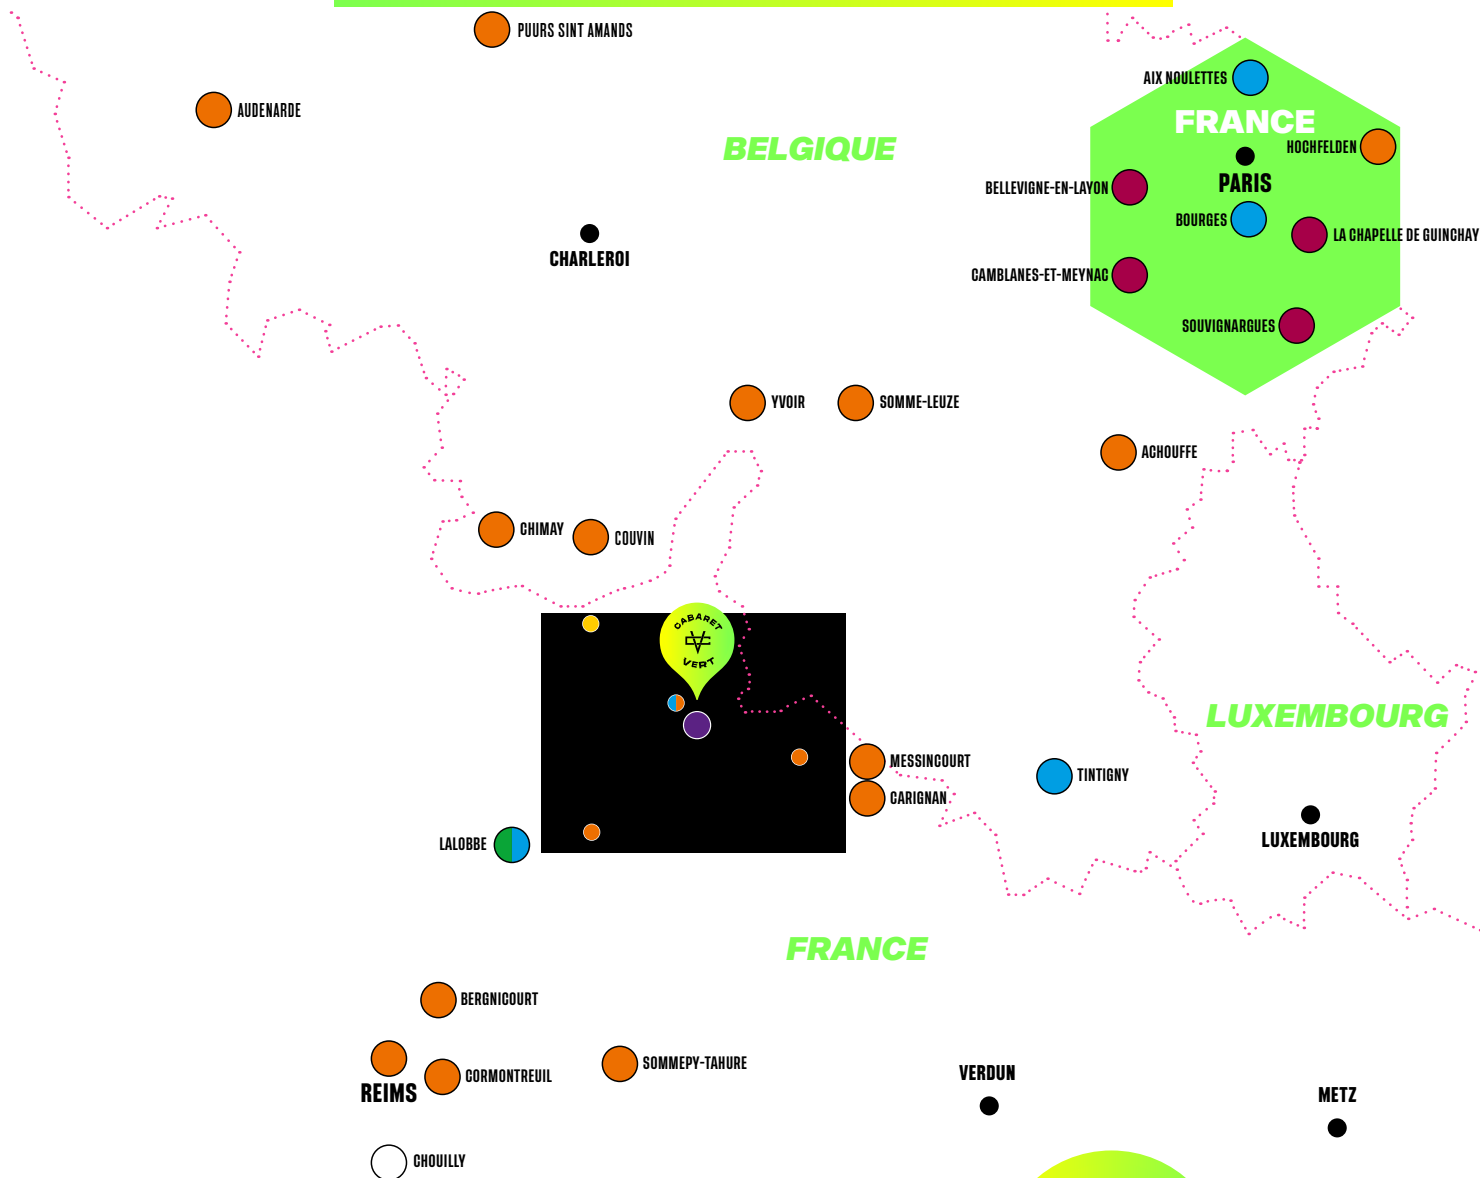 PUURS SINT AMANDS
AIX NOULETTES
AUDENARDE
FRANCE
BELGIQUE
HOCHFELDEN
PARIS
BELLEVIGNE-EN-LAYON
BOURGES
LA CHAPELLE DE GUINCHAY
CHARLEROI
CAMBLANES-ET-MEYNAC
SOUVIGNARGUES
YVOIR
SOMME-LEUZE
ACHOUFFE
CHIMAY
COUVIN
CABARET
VERT
LUXEMBOURG
MESSINCOURT
TINTIGNY
CARIGNAN
LUXEMBOURG
LALOBBE
FRANCE
BERGNICOURT
SOMMEPY-TAHURE
CORMONTREUIL
VERDUN
REIMS
METZ
CHOUILLY